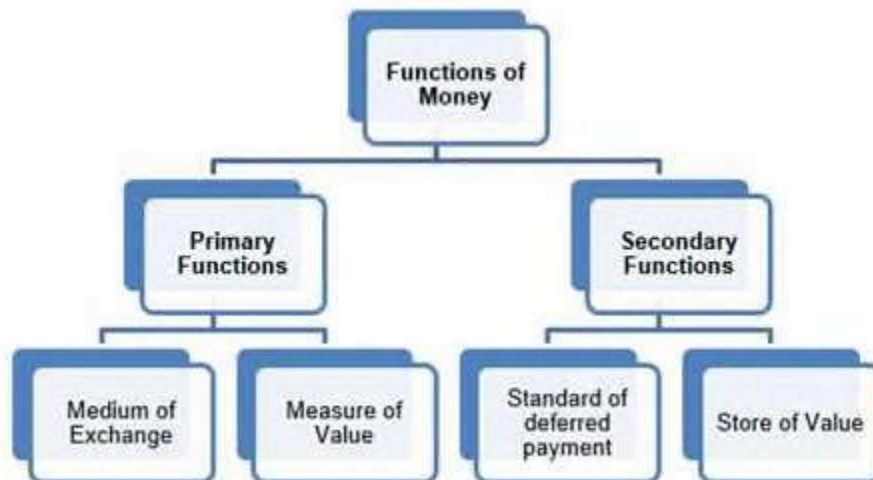 Functions of
Money
Primary
Functions
Secondary
Functions
Medium of
Exchange
Measure of
Value
Standard of
deferred
payment
Store of Value